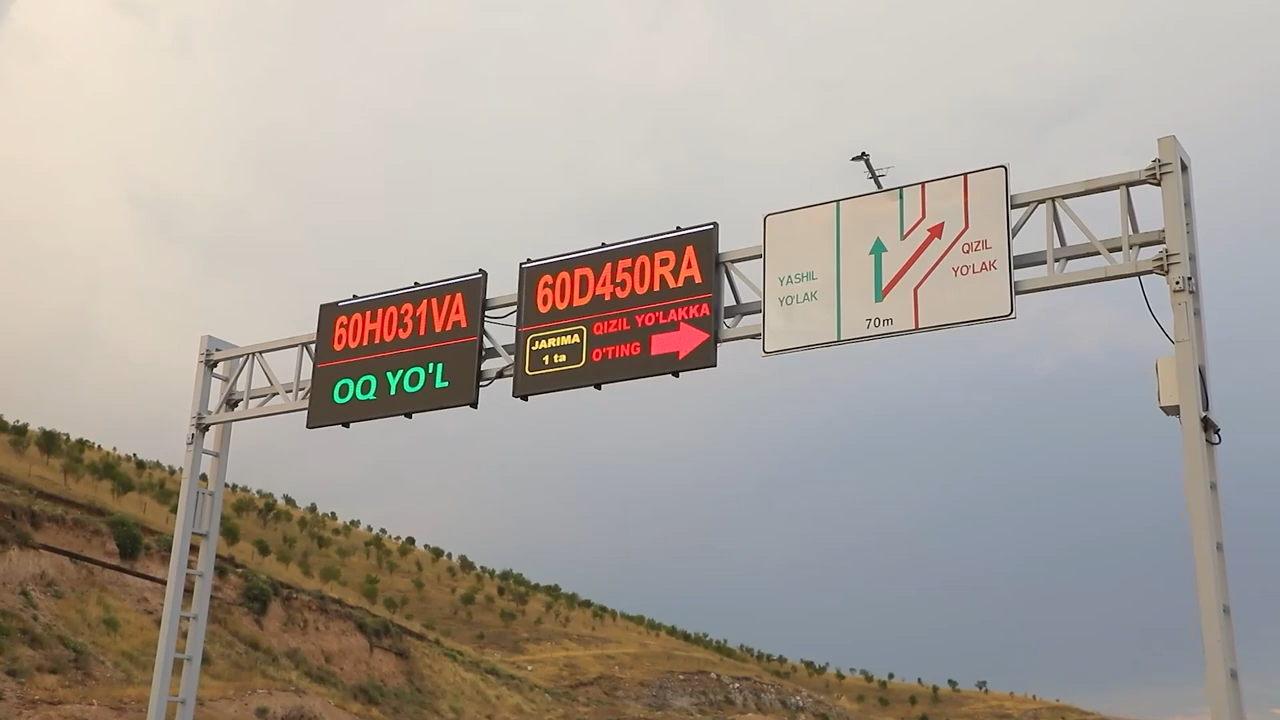 60H031VA
OQ YO'L
60D450RA
JARIMA
1 ta
QIZIL YO'LAKKA
O'TING
YASHIL
YO'LAK
70m
QIZIL
YO'LAK